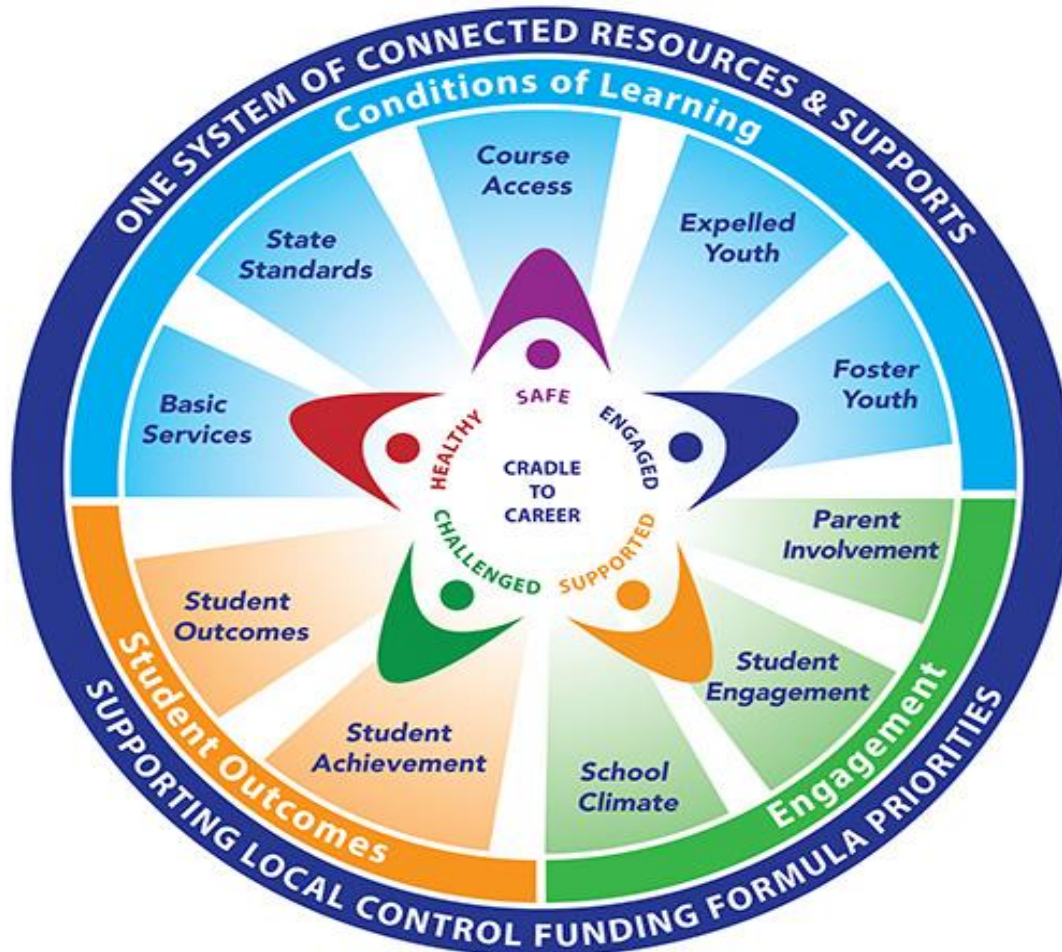 ONE SYSTEM OF CONNECTED RESOURCES & SUPPORTS
Conditions of Learning
Course
Access
State
Standards
Expelled
Youth
Basic
Services
Foster
Youth
SAFE
HEALTHY
ENGAGED
CRADLE
TO
CAREER
CHALLENGED
SUPPORTED
Parent
Involvement
Student
Outcomes
Student
Engagement
Student
Achievement
School
Climate
Student Outcomes
Engagement
SUPPORTING LOCAL CONTROL FUNDING FORMULA PRIORITIES